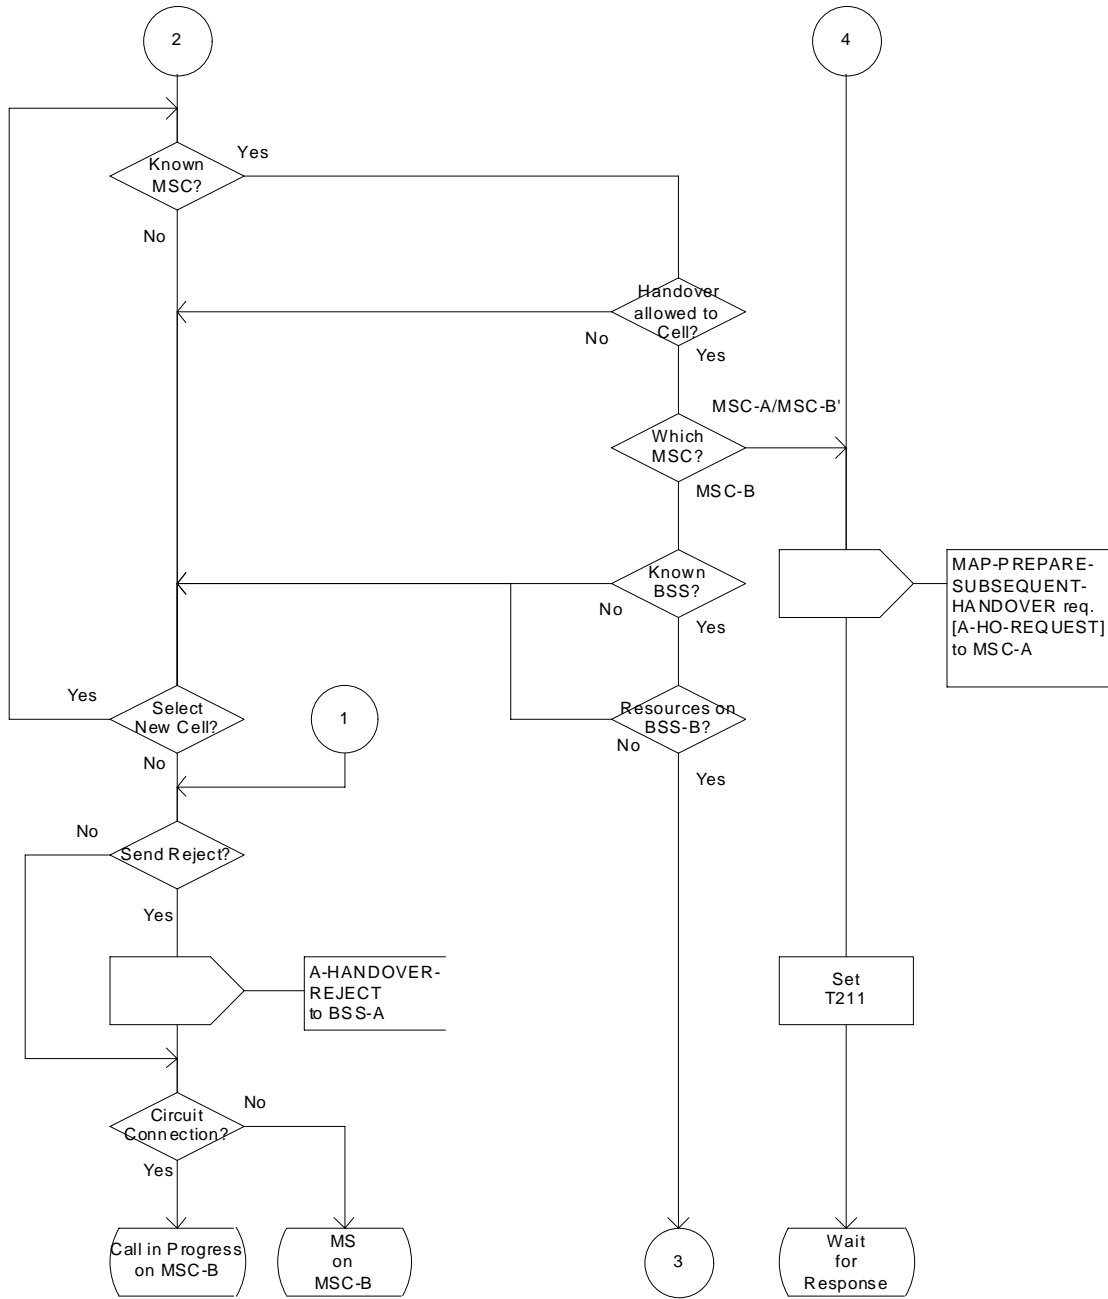 2
4
Known
MSC?
Yes
No
Handover
allowed to
Cell?
No
Yes
MSC-A/MSC-B'
Which
MSC?
MSC-B
Known
BSS?
No
Yes
MAP-PREPARE-
SUBSEQUENT-
HANDOVER req.
[A-HO-REQUEST]
to MSC-A
Yes
Select
New Cell?
No
1
Resources on
BSS-B?
No
Yes
No
Send Reject?
Yes
A-HANDOVER-
REJECT
to BSS-A
Set
T211
Circuit
Connection?
No
Yes
Call in Progress
on MSC-B
MS
on
MSC-B
3
Wait
for
Response